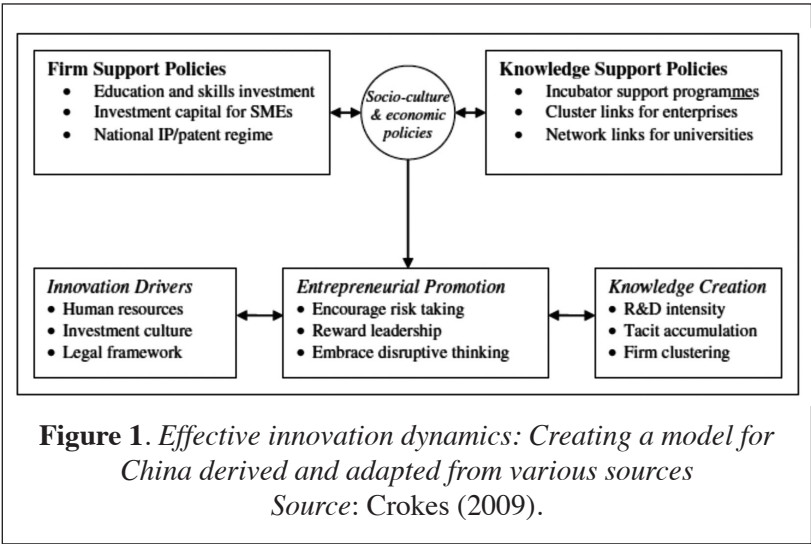 Firm Support Policies
• Education and skills investment
• Investment capital for SMEs
• National IP/patent regime
Socio-culture
& economic
policies
Knowledge Support Policies
• Incubator support programmes
• Cluster links for enterprises
• Network links for universities
Innovation Drivers
• Human resources
• Investment culture
• Legal framework
Entrepreneurial Promotion
• Encourage risk taking
• Reward leadership
• Embrace disruptive thinking
Knowledge Creation
• R&D intensity
• Tacit accumulation
• Firm clustering
Figure 1. Effective innovation dynamics: Creating a model for
China derived and adapted from various sources
Source: Crokes (2009).